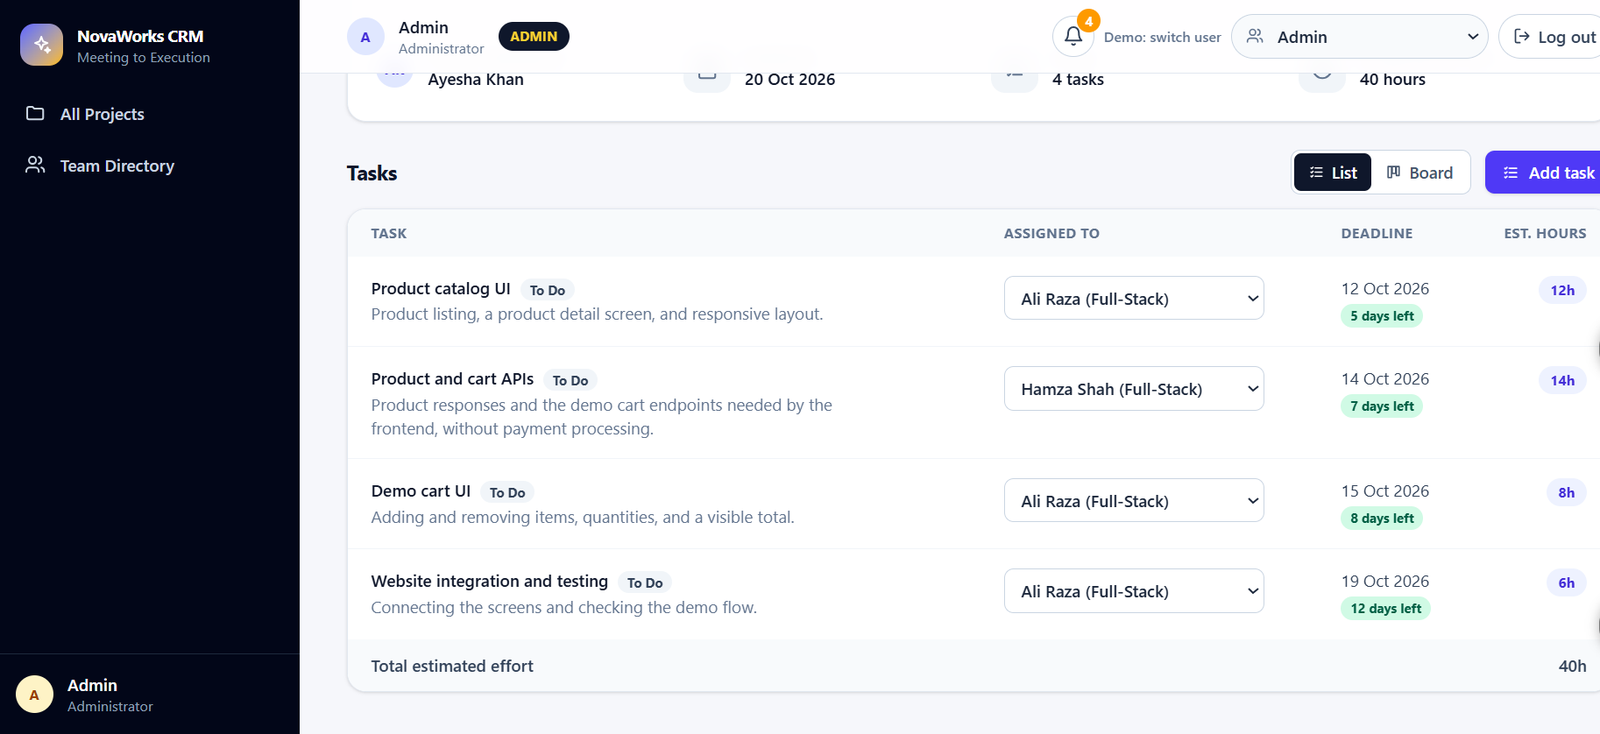 NovaWorks CRM
Meeting to Execution
All Projects
Team Directory
A
Admin
Administrator
A
Admin
Administrator
ADMIN
4
Demo: switch user
Admin
Log out
Ayesha Khan
20 Oct 2026
4 tasks
40 hours
Tasks
List
Board
Add task
TASK
ASSIGNED TO
DEADLINE
EST. HOURS
Product catalog UI
To Do
Product listing, a product detail screen, and responsive layout.
Ali Raza (Full-Stack)
12 Oct 2026
5 days left
12h
Product and cart APIs
To Do
Product responses and the demo cart endpoints needed by the
frontend, without payment processing.
Hamza Shah (Full-Stack)
14 Oct 2026
7 days left
14h
Demo cart UI
To Do
Adding and removing items, quantities, and a visible total.
Ali Raza (Full-Stack)
15 Oct 2026
8 days left
8h
Website integration and testing
To Do
Connecting the screens and checking the demo flow.
Ali Raza (Full-Stack)
19 Oct 2026
12 days left
6h
Total estimated effort
40h